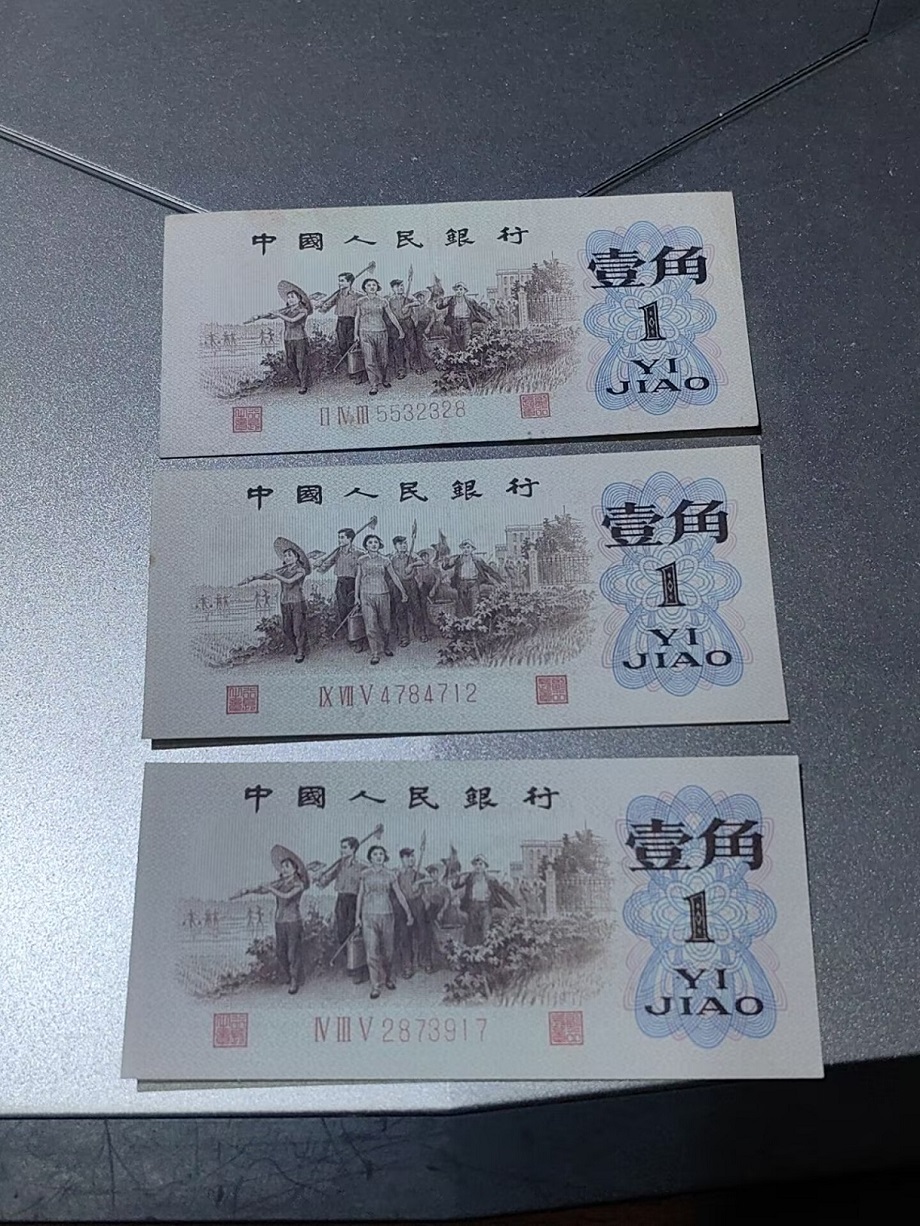 中國人民銀行
壹角
1
YI
JIAO
II IV III 5532328
中國人民銀行
壹角
1
YI
JIAO
IX VII V 4784712
中國人民銀行
壹角
1
YI
JIAO
IV III V 2873917